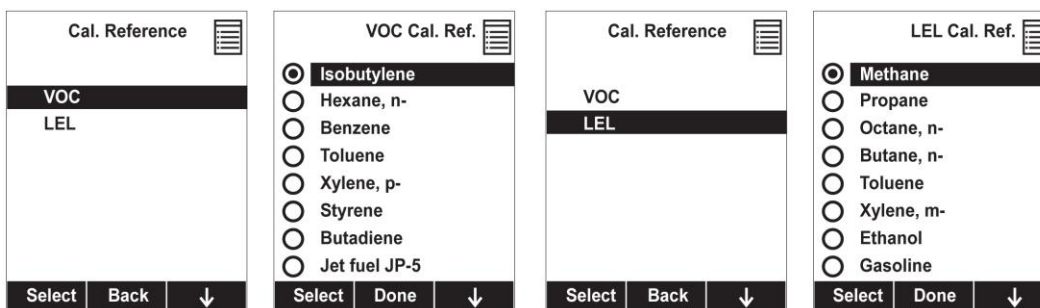 Cal. Reference
VOC
LEL
Select Back ↓
VOC Cal. Ref.
Isobutylene
Hexane, n-
Benzene
Toluene
Xylene, p-
Styrene
Butadiene
Jet fuel JP-5
Select Done ↓
Cal. Reference
VOC
LEL
Select Back ↓
LEL Cal. Ref.
Methane
Propane
Octane, n-
Butane, n-
Toluene
Xylene, m-
Ethanol
Gasoline
Select Done ↓